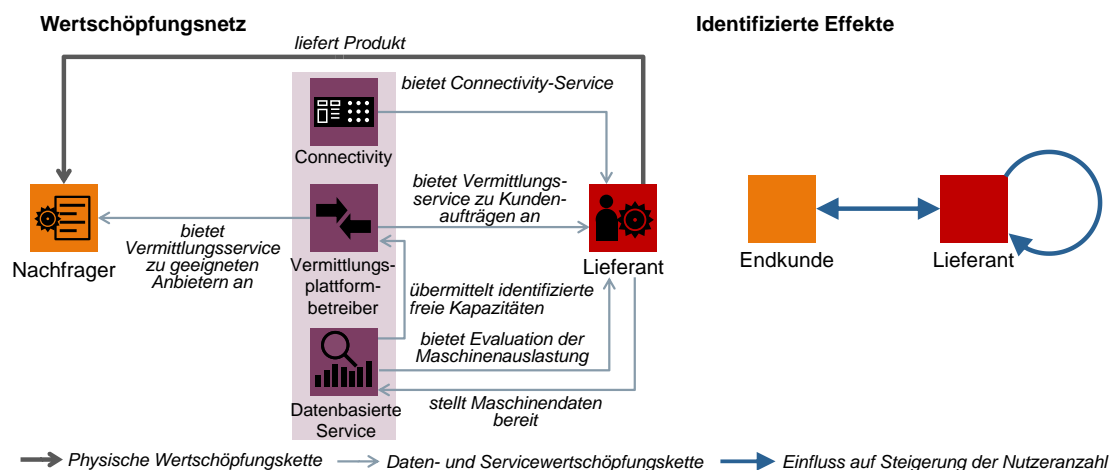 Wertschöpfungsnetz
Identifizierte Effekte
liefert Produkt
bietet Connectivity-Service
Connectivity
bietet Vermittlungs-
service zu Kunden-
aufträgen an
bietet
Vermittlungsservice
zu geeigneten
Anbietern an
Nachfrager
Vermittlungs-
plattform-
betreiber
Lieferant
Endkunde
Lieferant
übermittelt identifizierte
freie Kapazitäten
bietet Evaluation der
Maschinenauslastung
stellt Maschinendaten
bereit
Datenbasierte
Service
Physische Wertschöpfungskette
Daten- und Servicewertschöpfungskette
Einfluss auf Steigerung der Nutzeranzahl